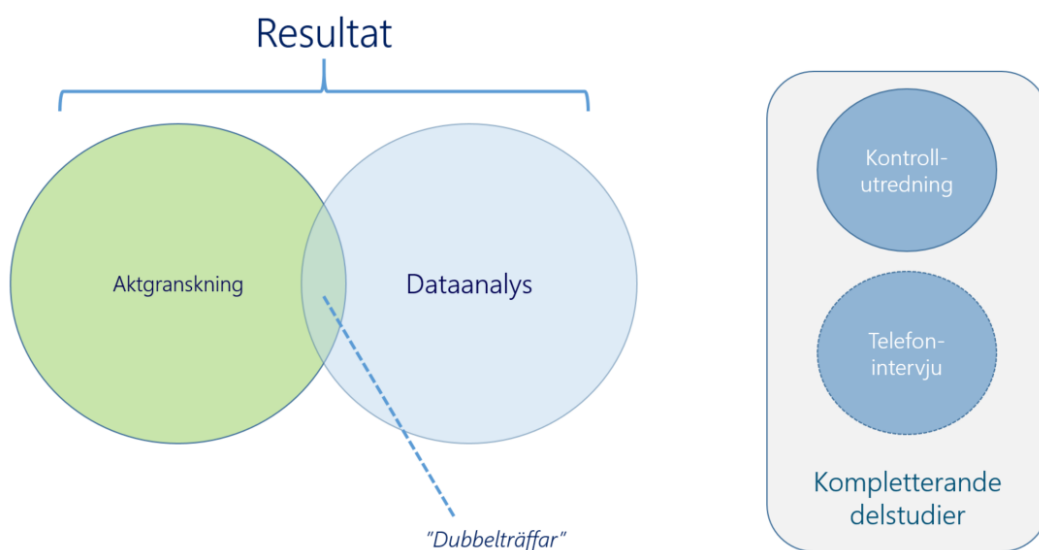 Resultat
Aktgranskning
Dataanalys
"Dubbelträffar"
Kontroll-
utredning
Telefon-
intervju
Kompletterande
delstudier